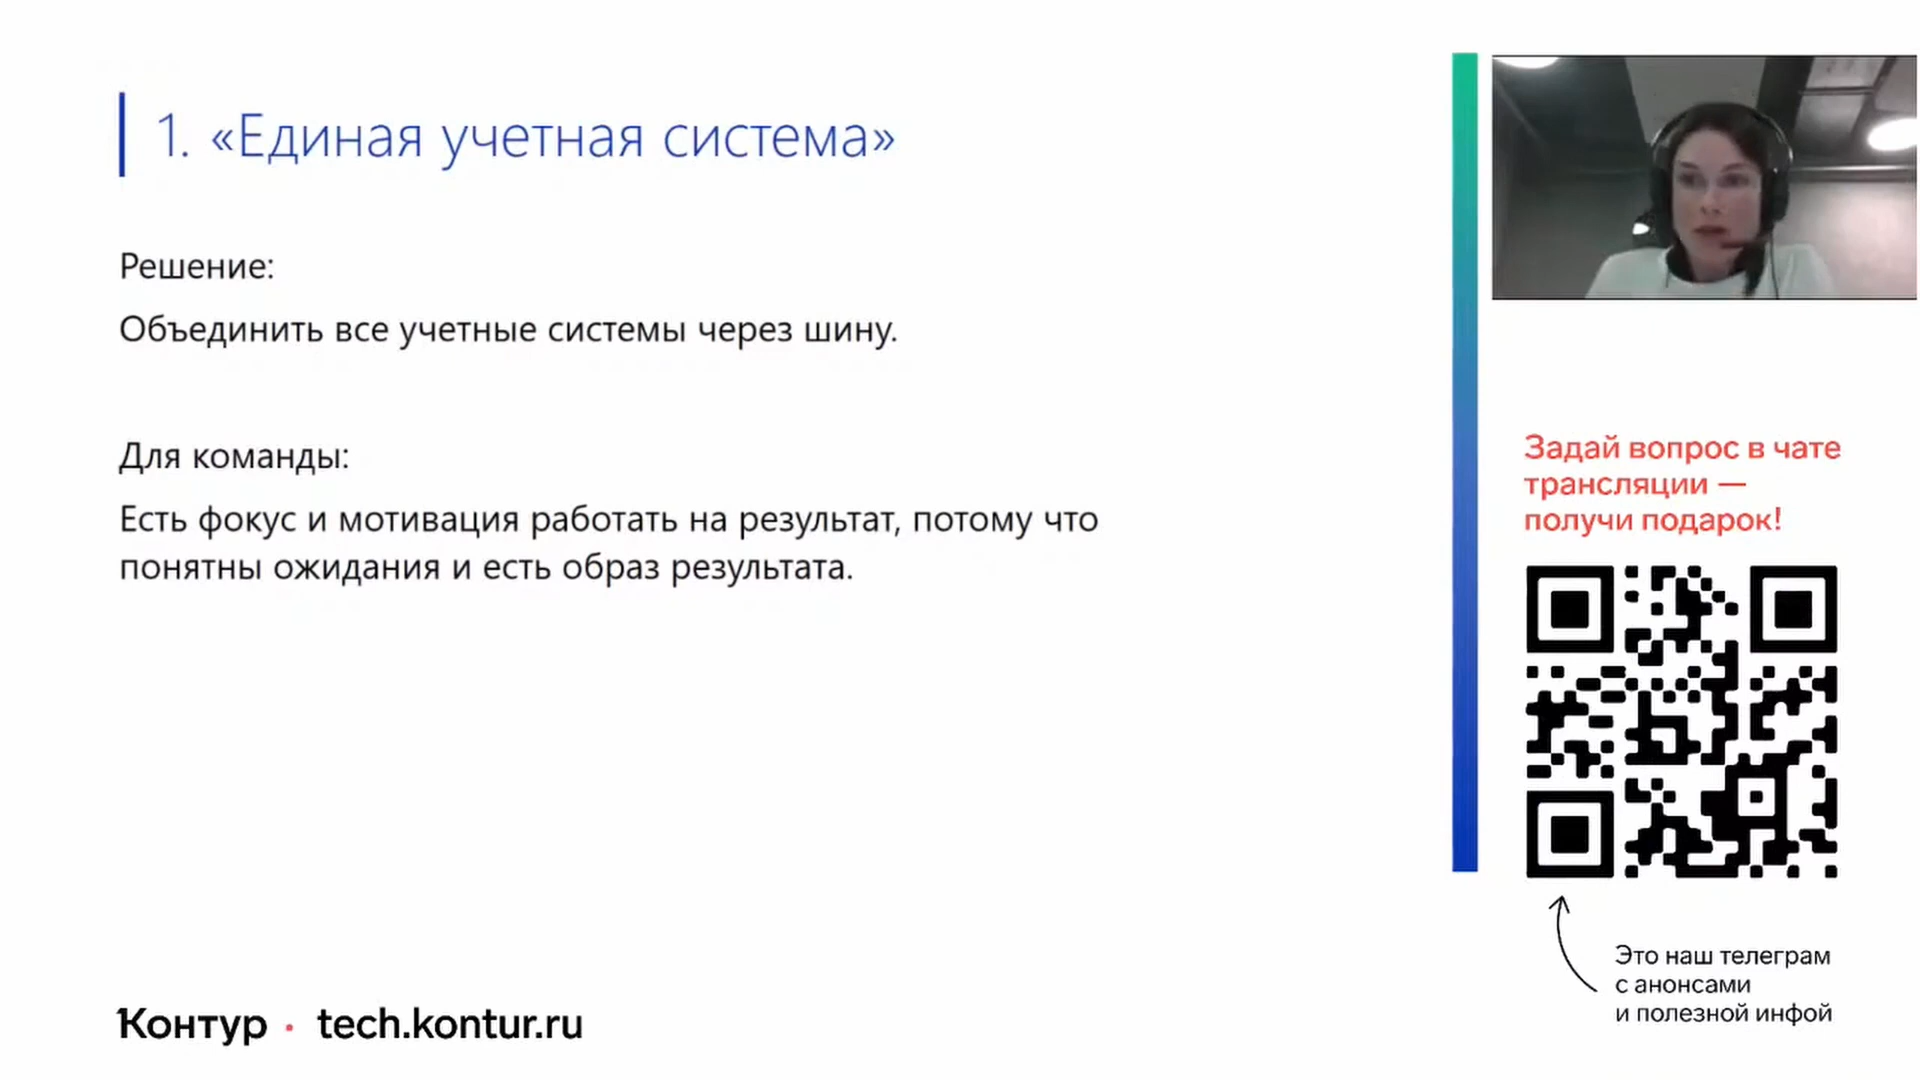 1. «Единая учетная система»
Решение:
Объединить все учетные системы через шину.
Для команды:
Есть фокус и мотивация работать на результат, потому что
понятны ожидания и есть образ результата.
Контур · tech.kontur.ru
Задай вопрос в чате
трансляции —
получи подарок!
Это наш телеграм
с анонсами
и полезной инфой